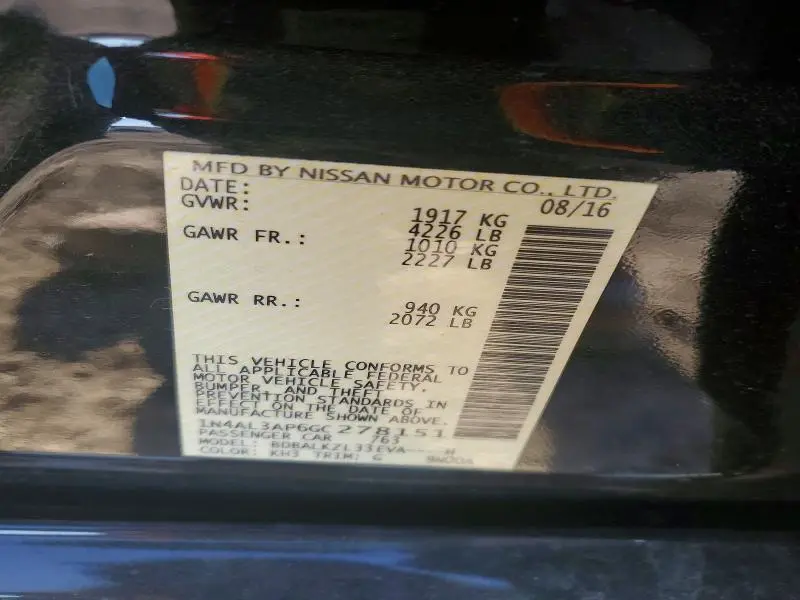 MFD BY NISSAN MOTOR CO., LTD.
DATE: 08/16
GVWR: 1917 KG
4226 LB
GAWR FR.: 1010 KG
2227 LB
GAWR RR.: 940 KG
2072 LB
THIS VEHICLE CONFORMS TO
ALL APPLICABLE FEDERAL
MOTOR VEHICLE SAFETY,
BUMPER, AND THEFT
PREVENTION STANDARDS IN
EFFECT ON THE DATE OF
MANUFACTURE SHOWN ABOVE.
1N4AL3AP6GC278151
PASSENGER CAR 763
MODEL: BDBALKZL33EVA----#
COLOR: KH3 TRIM: G